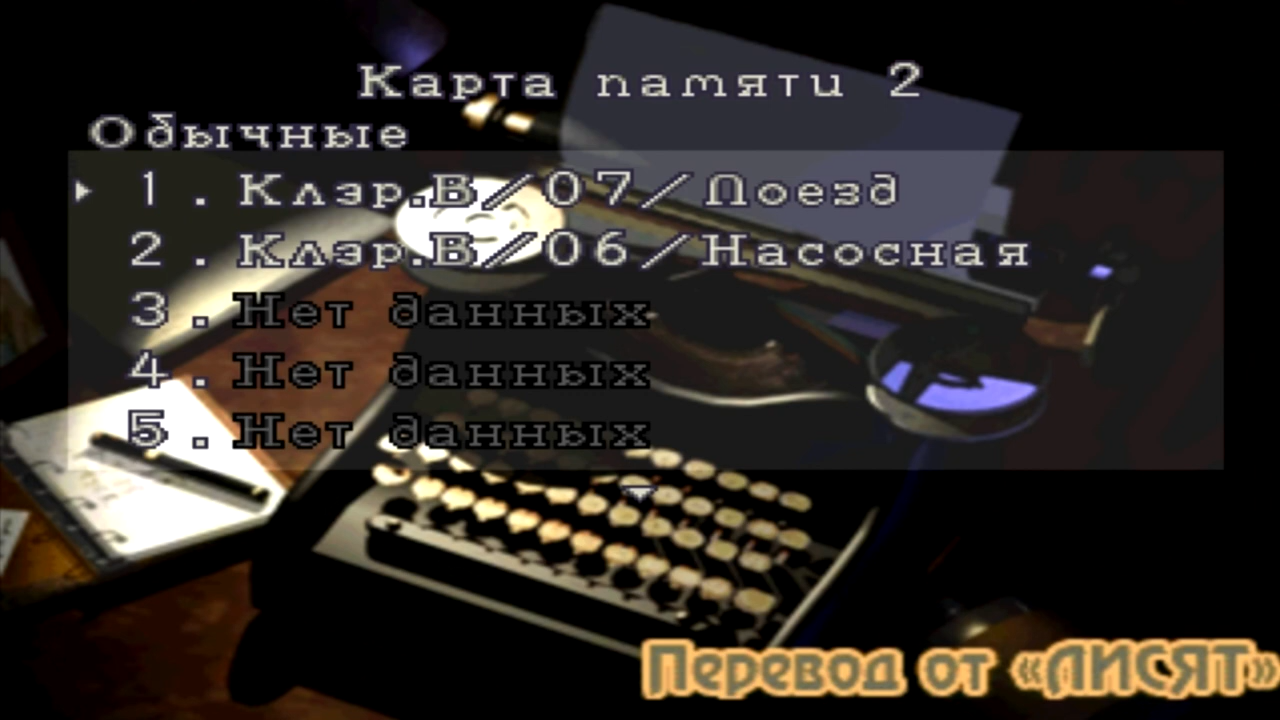 Карта памяти 2
Обычные
1. Клэр.В/07/Поезд
2. Клэр.В/06/Насосная
3. Нет данных
4. Нет данных
5. Нет данных
Перевод от «ЛИСЯТ»